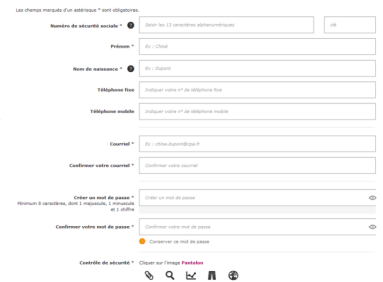 Les champs marqués d'un astérisque * sont obligatoires.
Numéro de sécurité sociale * ? Saisir les 13 caractères alphanumériques clé
Prénom * Ex : Chloé
Nom de naissance * ? Ex : Dupont
Téléphone fixe Indiquer votre n° de téléphone fixe
Téléphone mobile Indiquer votre n° de téléphone mobile
Courriel * Ex : chloe.dupont@cpa.fr
Confirmer votre courriel * Confirmer votre courriel
Créer un mot de passe * Créer un mot de passe
Minimum 8 caractères, dont 1 majuscule, 1 minuscule
et 1 chiffre
Confirmer votre mot de passe * Confirmer votre mot de passe
Conserver ce mot de passe
Contrôle de sécurité * Cliquer sur l'image Pantalon